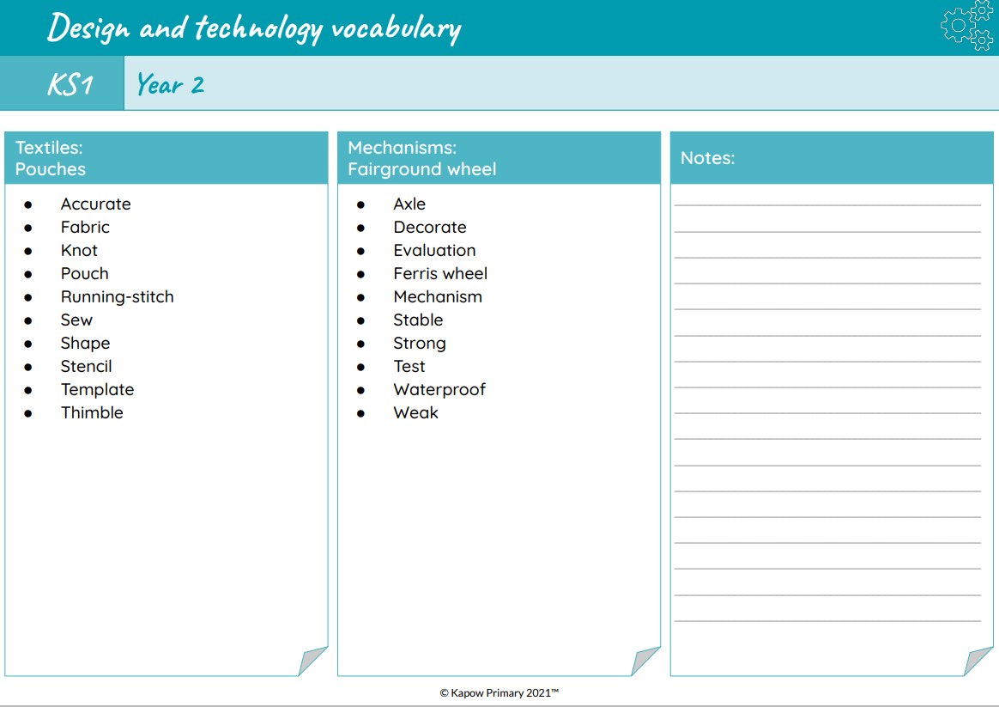 Design and technology vocabulary
KS1
Year 2
Textiles:
Pouches
● Accurate
● Fabric
● Knot
● Pouch
● Running-stitch
● Sew
● Shape
● Stencil
● Template
● Thimble
Mechanisms:
Fairground wheel
● Axle
● Decorate
● Evaluation
● Ferris wheel
● Mechanism
● Stable
● Strong
● Test
● Waterproof
● Weak
Notes:
© Kapow Primary 2021™